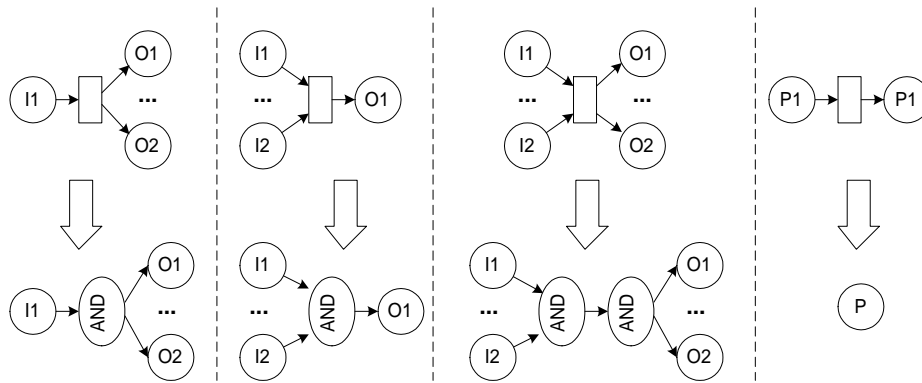 O1
I1
...
O2
I1
...
I2
O1
I1
...
I2
O1
...
O2
P1
P1
I1
AND
O1
...
O2
I1
...
I2
AND
O1
I1
...
I2
AND
AND
O1
...
O2
P